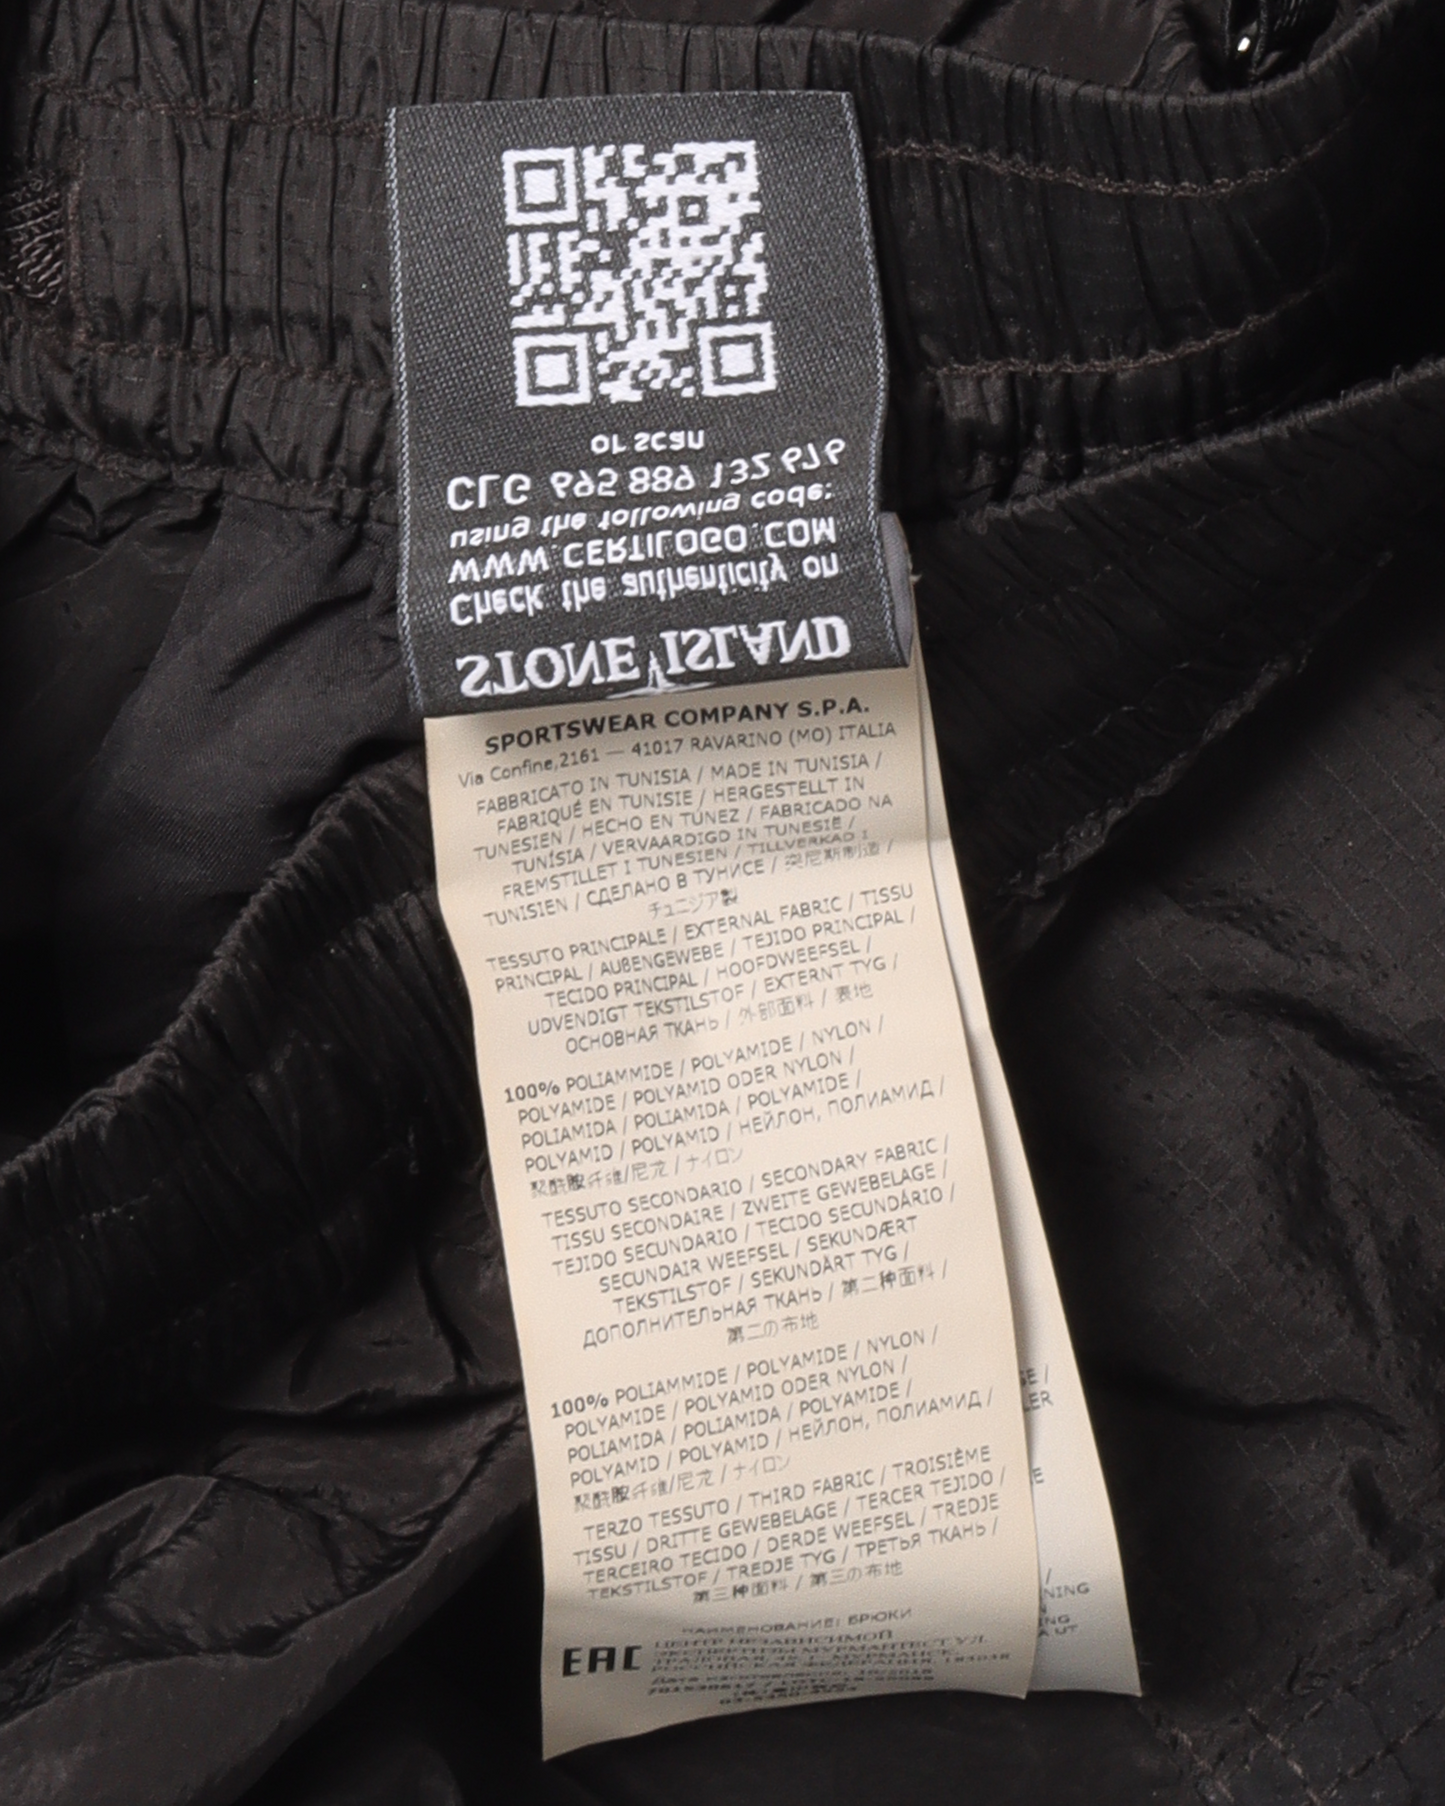 STONE ISLAND
Check the authenticity on
WWW.CERTILOGO.COM
using the following code:
CLG
or scan
SPORTSWEAR COMPANY S.P.A.
Via Confine,2161 — 41017 RAVARINO (MO) ITALIA
FABBRICATO IN TUNISIA / MADE IN TUNISIA /
FABRIQUÉ EN TUNISIE / HERGESTELLT IN
TUNESIEN / HECHO EN TÚNEZ / FABRICADO NA
TUNÍSIA / VERVAARDIGD IN TUNESIË /
FREMSTILLET I TUNESIEN / TILLVERKAD I
TUNISIEN / СДЕЛАНО В ТУНИСЕ / 突尼斯制造 /
チュニジア製
TESSUTO PRINCIPALE / EXTERNAL FABRIC / TISSU
PRINCIPAL / AUßENGEWEBE / TEJIDO PRINCIPAL /
TECIDO PRINCIPAL / HOOFDWEEFSEL /
UDVENDIGT TEKSTILSTOF / EXTERNT TYG /
ОСНОВНАЯ ТКАНЬ / 外部面料 / 表地
100% POLIAMMIDE / POLYAMIDE / NYLON /
POLYAMIDE / POLYAMID ODER NYLON /
POLIAMIDA / POLIAMIDA / POLYAMIDE /
POLYAMID / POLYAMID / НЕЙЛОН, ПОЛИАМИД /
聚酰胺纤维/尼龙 / ナイロン
TESSUTO SECONDARIO / SECONDARY FABRIC /
TISSU SECONDAIRE / ZWEITE GEWEBELAGE /
TEJIDO SECUNDARIO / TECIDO SECUNDÁRIO /
SECUNDAIR WEEFSEL / SEKUNDÆRT
TEKSTILSTOF / SEKUNDÄRT TYG /
ДОПОЛНИТЕЛЬНАЯ ТКАНЬ / 第二种面料 /
第二の布地
100% POLIAMMIDE / POLYAMIDE / NYLON /
POLYAMIDE / POLYAMID ODER NYLON /
POLIAMIDA / POLIAMIDA / POLYAMIDE /
POLYAMID / POLYAMID / НЕЙЛОН, ПОЛИАМИД /
聚酰胺纤维/尼龙 / ナイロン
TERZO TESSUTO / THIRD FABRIC / TROISIÈME
TISSU / DRITTE GEWEBELAGE / TERCER TEJIDO /
TERCEIRO TECIDO / DERDE WEEFSEL / TREDJE
TEKSTILSTOF / TREDJE TYG / ТРЕТЬЯ ТКАНЬ /
第三种面料 / 第三の布地
НАИМЕНОВАНИЕ: БРЮКИ
EAC
ЦЕНТР НЕЗАВИСИМОЙ
ЭКСПЕРТИЗЫ МУРМАНТЕСТ УЛ.
Г. МУРМАНСК,
РОССИЙСКАЯ ФЕДЕРАЦИЯ, 183038